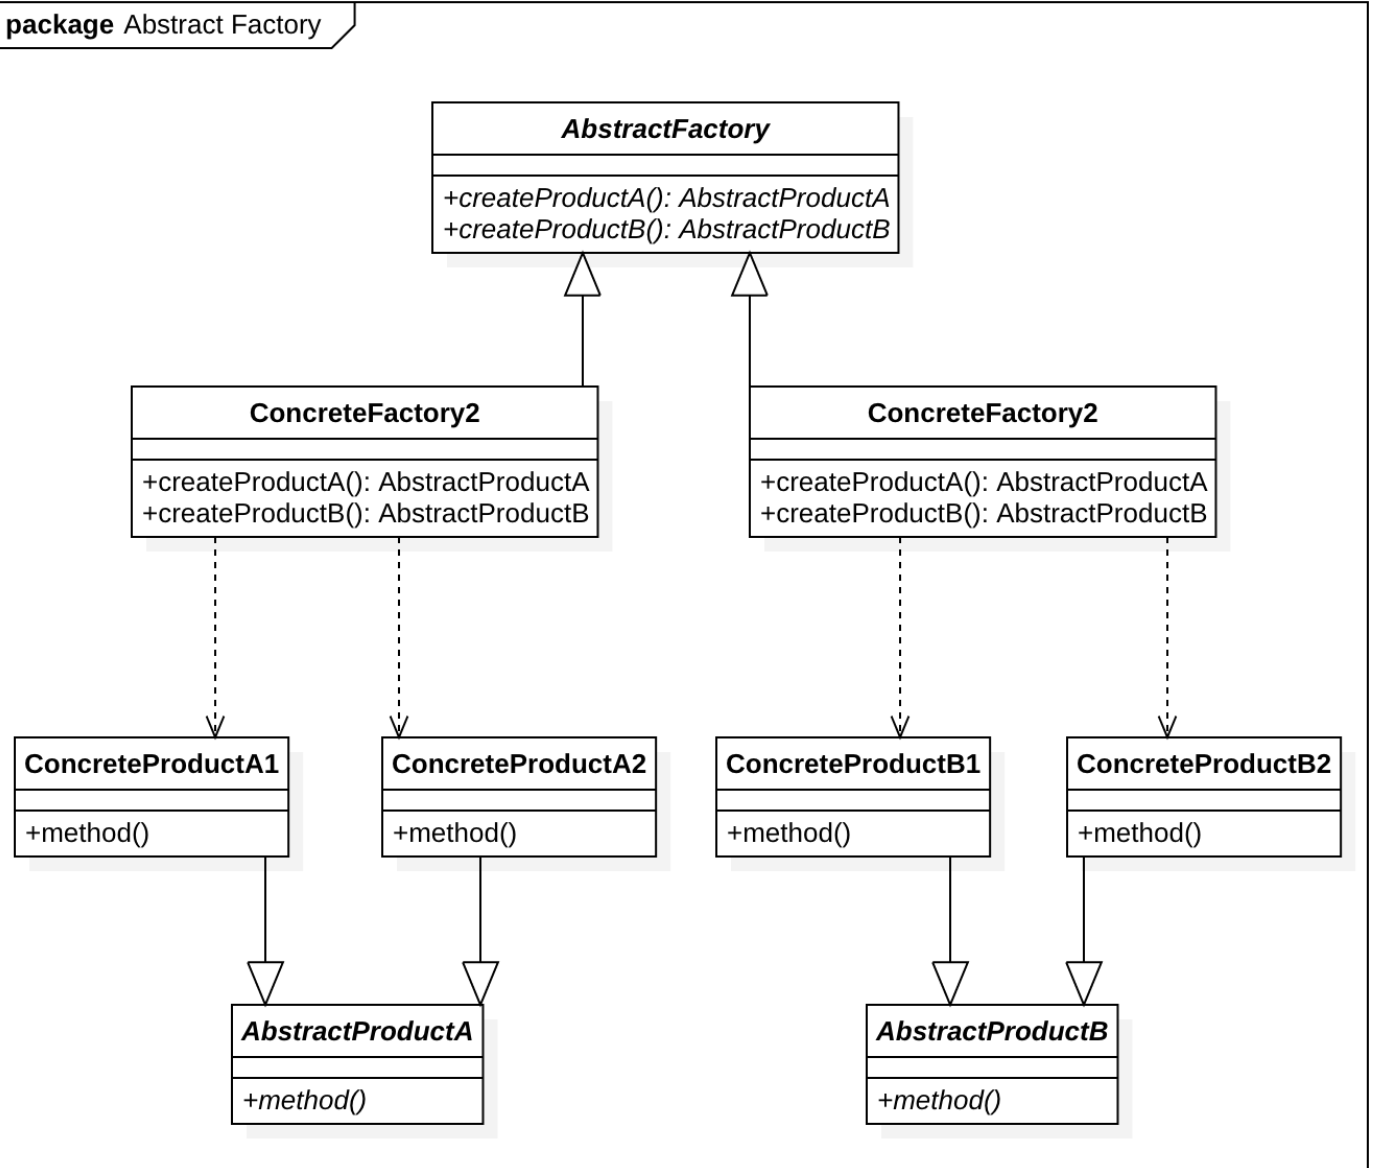 package Abstract Factory
AbstractFactory
+createProductA(): AbstractProductA
+createProductB(): AbstractProductB
ConcreteFactory2
+createProductA(): AbstractProductA
+createProductB(): AbstractProductB
ConcreteFactory2
+createProductA(): AbstractProductA
+createProductB(): AbstractProductB
ConcreteProductA1
+method()
ConcreteProductA2
+method()
ConcreteProductB1
+method()
ConcreteProductB2
+method()
AbstractProductA
+method()
AbstractProductB
+method()